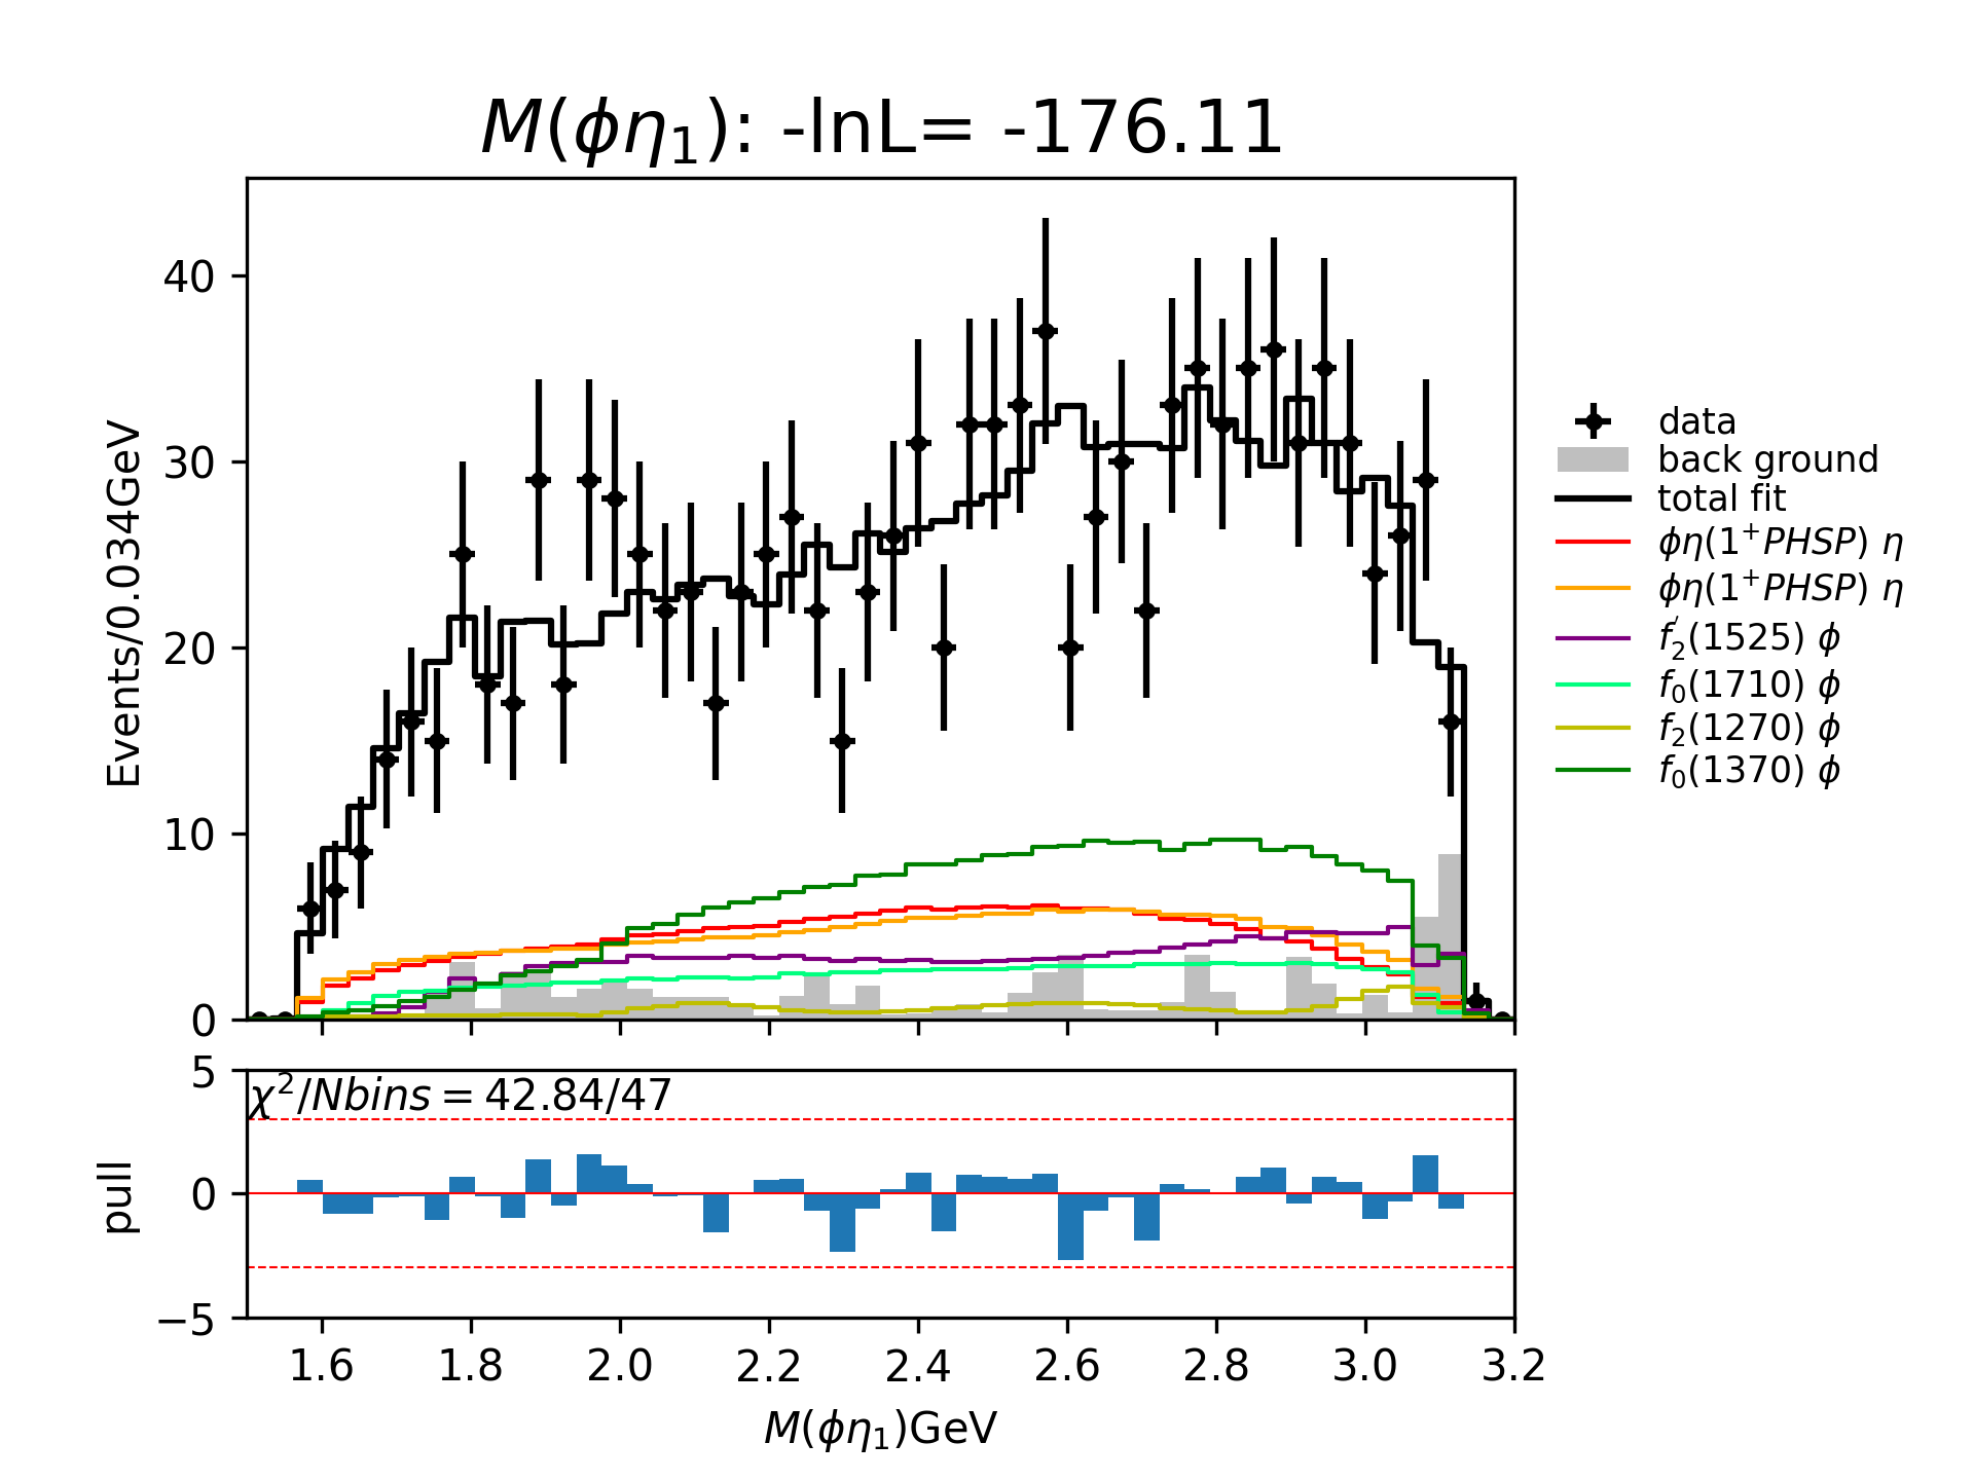 M(ϕη₁): -lnL= -176.11
Events/0.034GeV
40
30
20
10
0
data
back ground
total fit
ϕη(1⁺PHSP) η
ϕη(1⁺PHSP) η
f₂′(1525) ϕ
f₀(1710) ϕ
f₂(1270) ϕ
f₀(1370) ϕ
pull
5
0
−5
χ²/Nbins = 42.84/47
1.6 1.8 2.0 2.2 2.4 2.6 2.8 3.0 3.2
M(ϕη₁)GeV